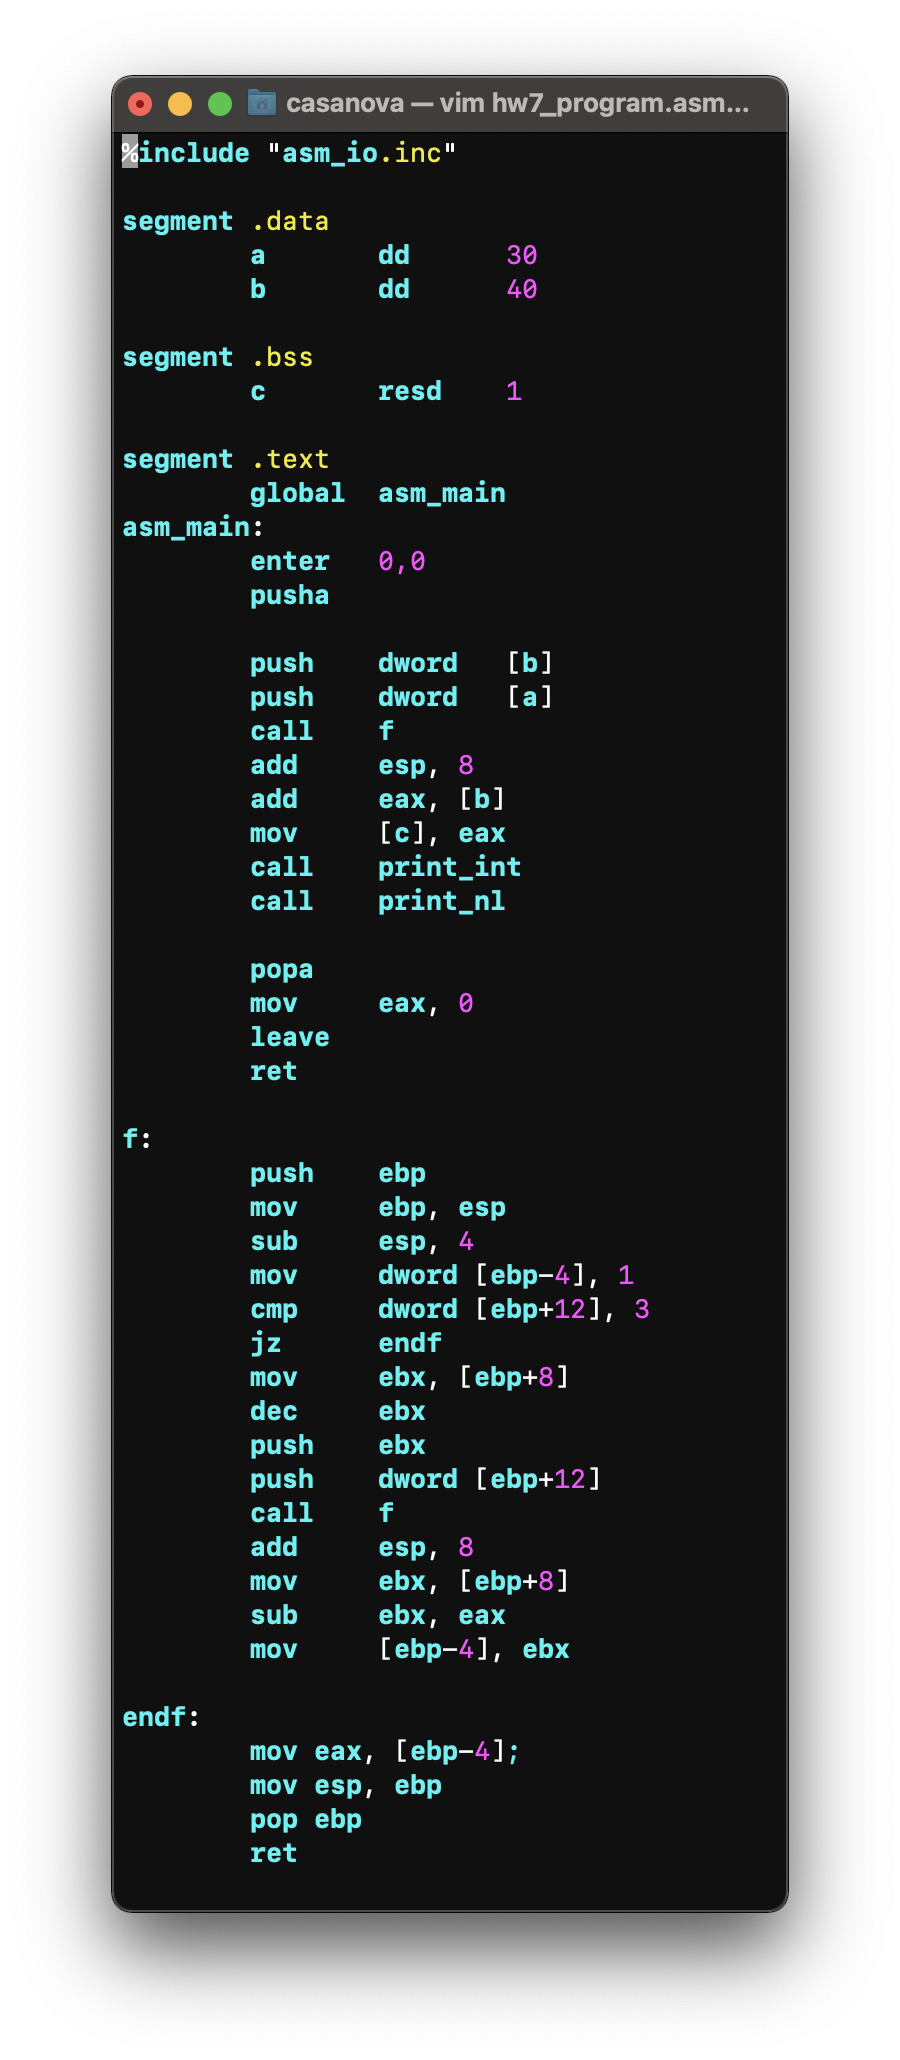 casanova — vim hw7_program.asm...
%include "asm_io.inc"
segment .data
a dd 30
b dd 40
segment .bss
c resd 1
segment .text
global asm_main
asm_main:
enter 0,0
pusha
push dword [b]
push dword [a]
call f
add esp, 8
add eax, [b]
mov [c], eax
call print_int
call print_nl
popa
mov eax, 0
leave
ret
f:
push ebp
mov ebp, esp
sub esp, 4
mov dword [ebp-4], 1
cmp dword [ebp+12], 3
jz endf
mov ebx, [ebp+8]
dec ebx
push ebx
push dword [ebp+12]
call f
add esp, 8
mov ebx, [ebp+8]
sub ebx, eax
mov [ebp-4], ebx
endf:
mov eax, [ebp-4];
mov esp, ebp
pop ebp
ret